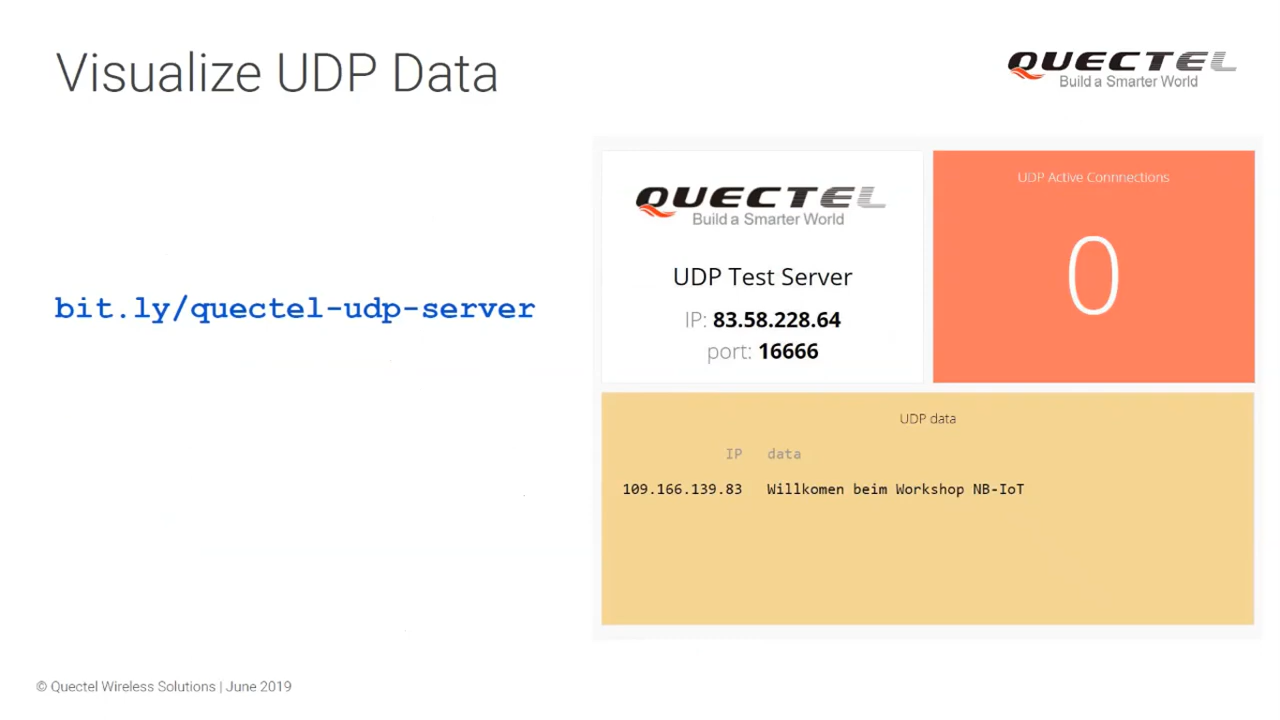 Visualize UDP Data
QUECTEL
Build a Smarter World
bit.ly/quectel-udp-server
QUECTEL
Build a Smarter World
UDP Test Server
IP: 83.58.228.64
port: 16666
UDP Active Connnections
0
UDP data
IP data
109.166.139.83 Willkomen beim Workshop NB-IoT
© Quectel Wireless Solutions | June 2019